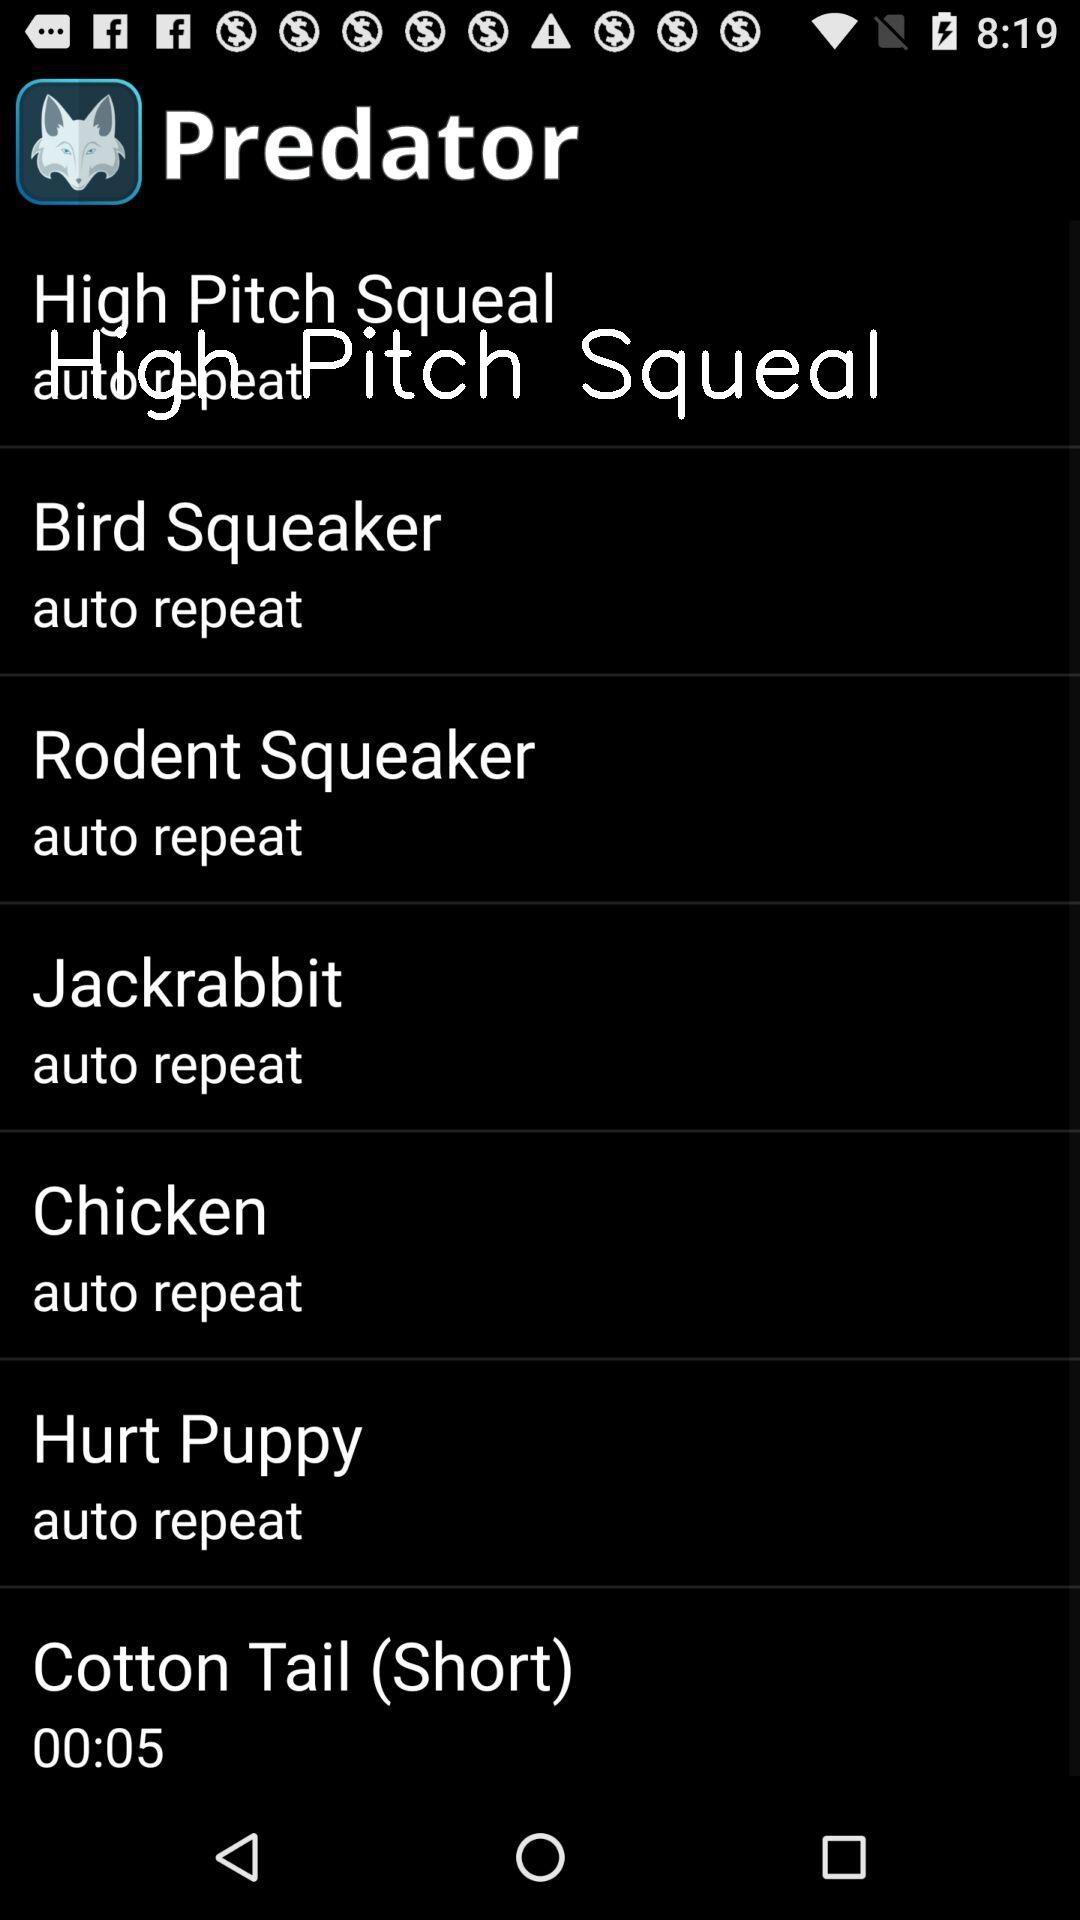 8:19
Predator
High Pitch Squeal
High Pitch Squeal
auto repeat
Bird Squeaker
auto repeat
Rodent Squeaker
auto repeat
Jackrabbit
auto repeat
Chicken
auto repeat
Hurt Puppy
auto repeat
Cotton Tail (Short)
00:05